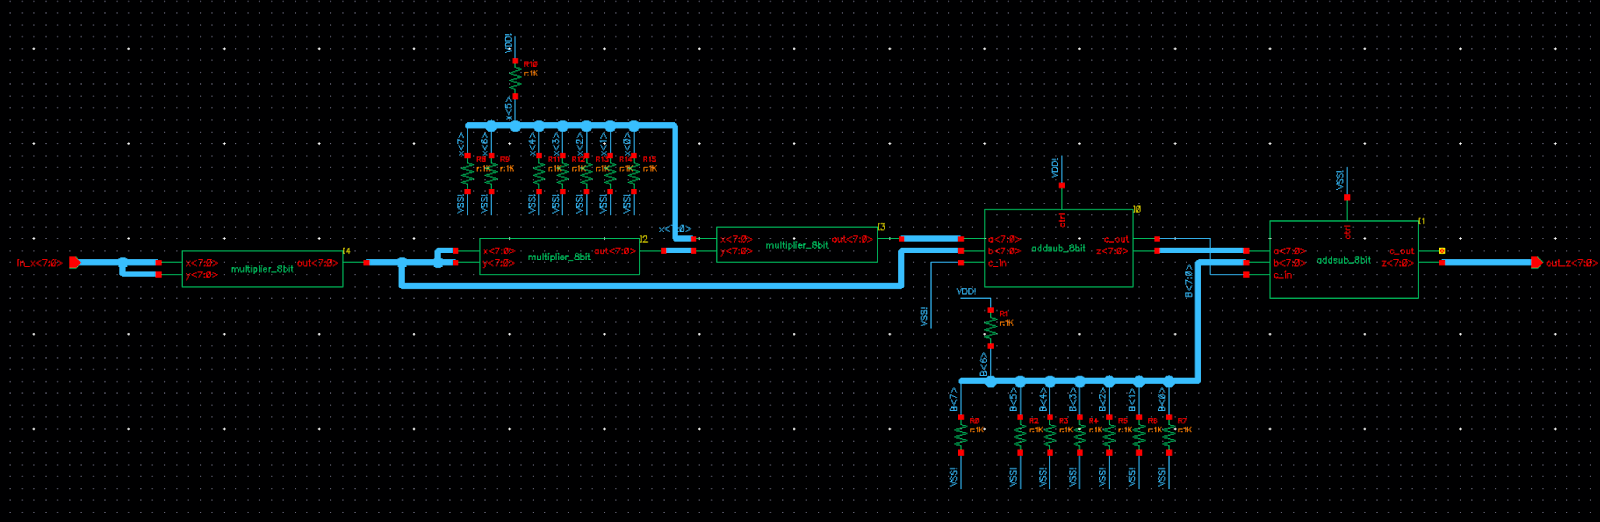 VDD!
R10
r:1K
x<5>
x<7> x<6> x<4> x<3> x<2> x<1> x<0>
R8 R9 R11 R12 R13 R14 R15
r:1K r:1K r:1K r:1K r:1K r:1K r:1K
VSS! VSS! VSS! VSS! VSS! VSS! VSS!
in_x<7:0>
x<7:0>
y<7:0>
multiplier_8bit
out<7:0>
I4
x<7:0>
y<7:0>
multiplier_8bit
out<7:0>
I2
x<7:0>
x<7:0>
y<7:0>
multiplier_8bit
out<7:0>
I3
VDD!
ctrl
I0
a<7:0>
b<7:0>
c_in
addsub_8bit
c_out
z<7:0>
VSS!
VSS!
ctrl
I1
a<7:0>
b<7:0>
c_in
addsub_8bit
c_out
z<7:0>
out_z<7:0>
B<7:0>
VDD!
R1
r:1K
B<6>
B<7> B<5> B<4> B<3> B<2> B<1> B<0>
R0 R2 R3 R4 R5 R6 R7
r:1K r:1K r:1K r:1K r:1K r:1K r:1K
VSS! VSS! VSS! VSS! VSS! VSS! VSS!